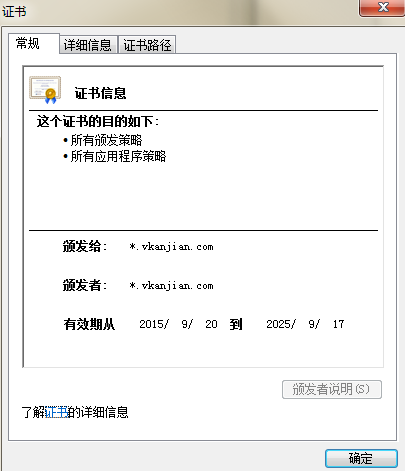 证书
常规 详细信息 证书路径
证书信息
这个证书的目的如下:
•所有颁发策略
•所有应用程序策略
颁发给: *.vkanjian.com
颁发者: *.vkanjian.com
有效期从 2015/ 9/ 20 到 2025/ 9/ 17
颁发者说明(S)
了解证书的详细信息
确定